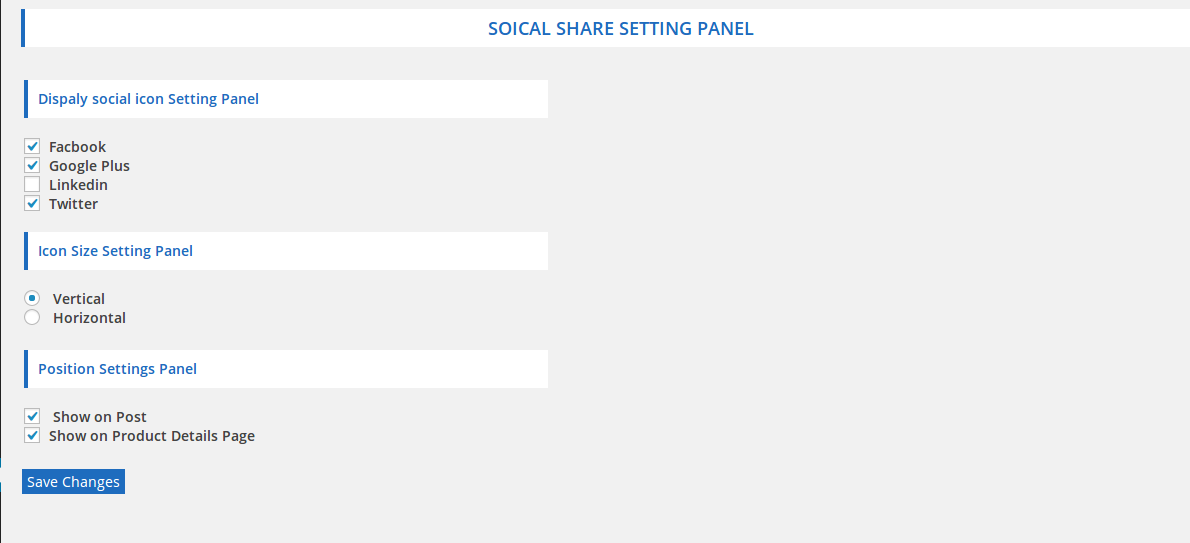 SOICAL SHARE SETTING PANEL
Dispaly social icon Setting Panel
Facbook
Google Plus
Linkedin
Twitter
Icon Size Setting Panel
Vertical
Horizontal
Position Settings Panel
Show on Post
Show on Product Details Page
Save Changes